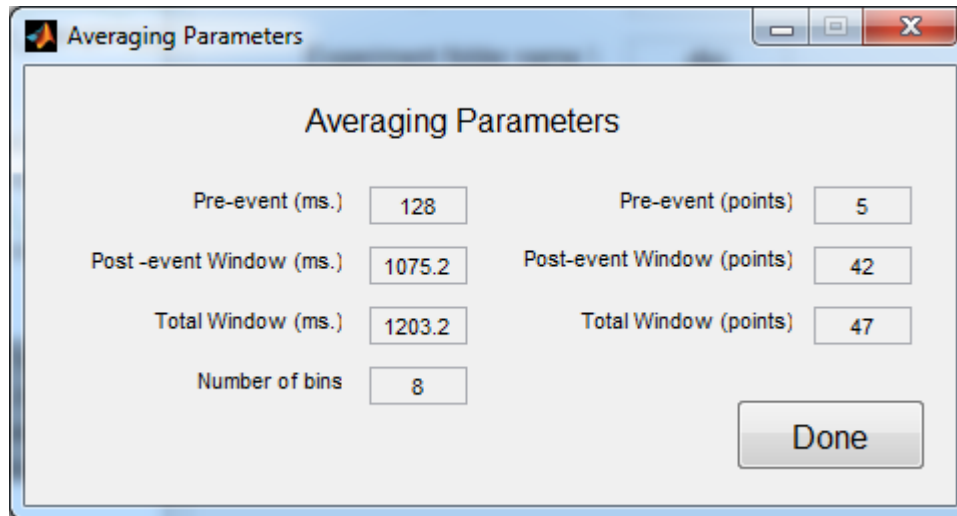 Averaging Parameters
Averaging Parameters
Pre-event (ms.) 128 Pre-event (points) 5
Post -event Window (ms.) 1075.2 Post-event Window (points) 42
Total Window (ms.) 1203.2 Total Window (points) 47
Number of bins 8
Done